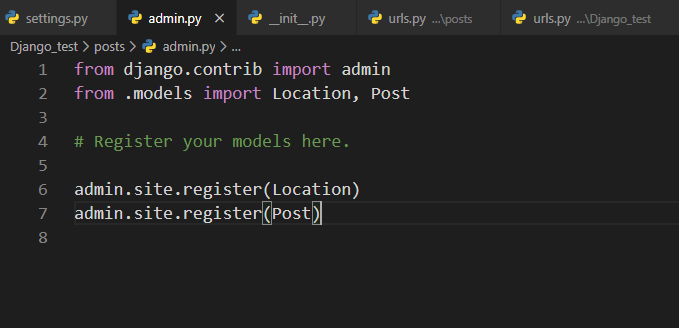 settings.py admin.py × __init__.py urls.py ...\posts urls.py ...\Django_test
Django_test > posts > admin.py > ...
1 from django.contrib import admin
2 from .models import Location, Post
3
4 # Register your models here.
5
6 admin.site.register(Location)
7 admin.site.register(Post)
8